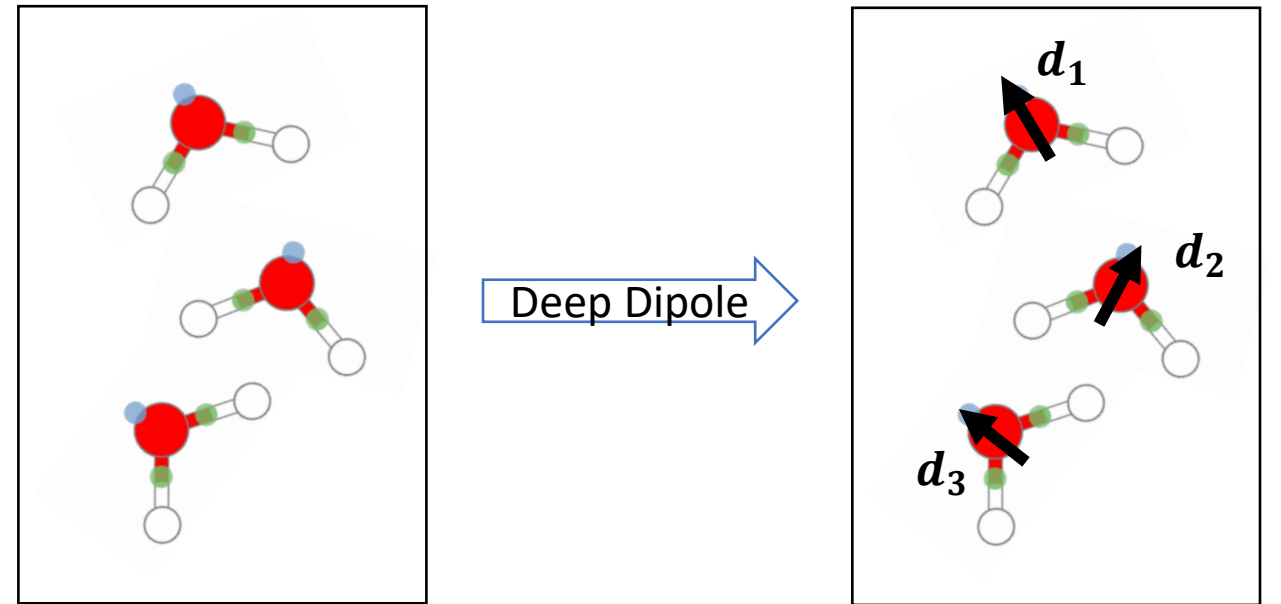 𝒅₁
Deep Dipole
𝒅₂
𝒅₃